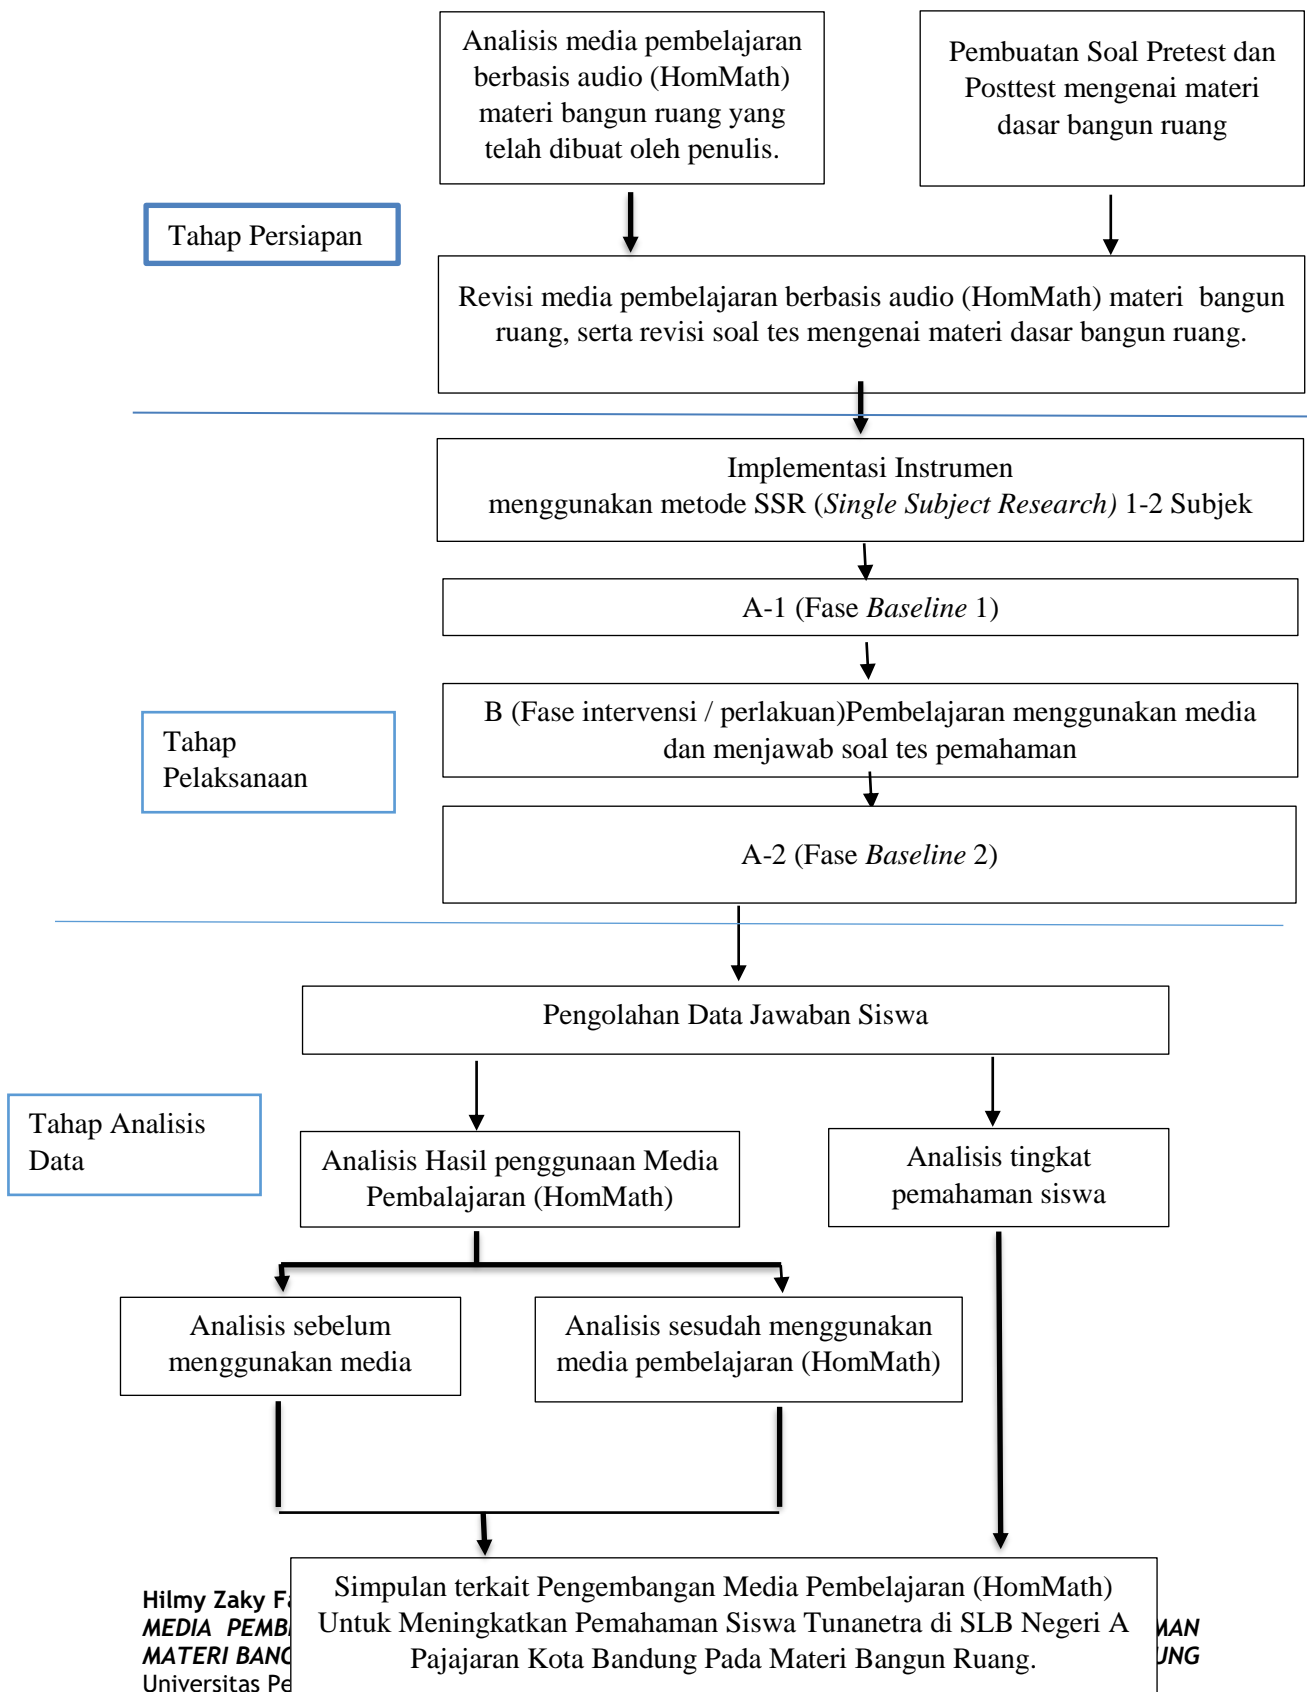 Analisis media pembelajaran
berbasis audio (HomMath)
materi bangun ruang yang
telah dibuat oleh penulis.
Pembuatan Soal Pretest dan
Posttest mengenai materi
dasar bangun ruang
Tahap Persiapan
Revisi media pembelajaran berbasis audio (HomMath) materi  bangun
ruang, serta revisi soal tes mengenai materi dasar bangun ruang.
Implementasi Instrumen
menggunakan metode SSR (Single Subject Research) 1-2 Subjek
A-1 (Fase Baseline 1)
Tahap
Pelaksanaan
B (Fase intervensi / perlakuan)Pembelajaran menggunakan media
dan menjawab soal tes pemahaman
A-2 (Fase Baseline 2)
Pengolahan Data Jawaban Siswa
Tahap Analisis
Data
Analisis Hasil penggunaan Media
Pembalajaran (HomMath)
Analisis tingkat
pemahaman siswa
Analisis sebelum
menggunakan media
Analisis sesudah menggunakan
media pembelajaran (HomMath)
Simpulan terkait Pengembangan Media Pembelajaran (HomMath)
Untuk Meningkatkan Pemahaman Siswa Tunanetra di SLB Negeri A
Pajajaran Kota Bandung Pada Materi Bangun Ruang.
Hilmy Zaky
MEDIA
MATERI
Universitas